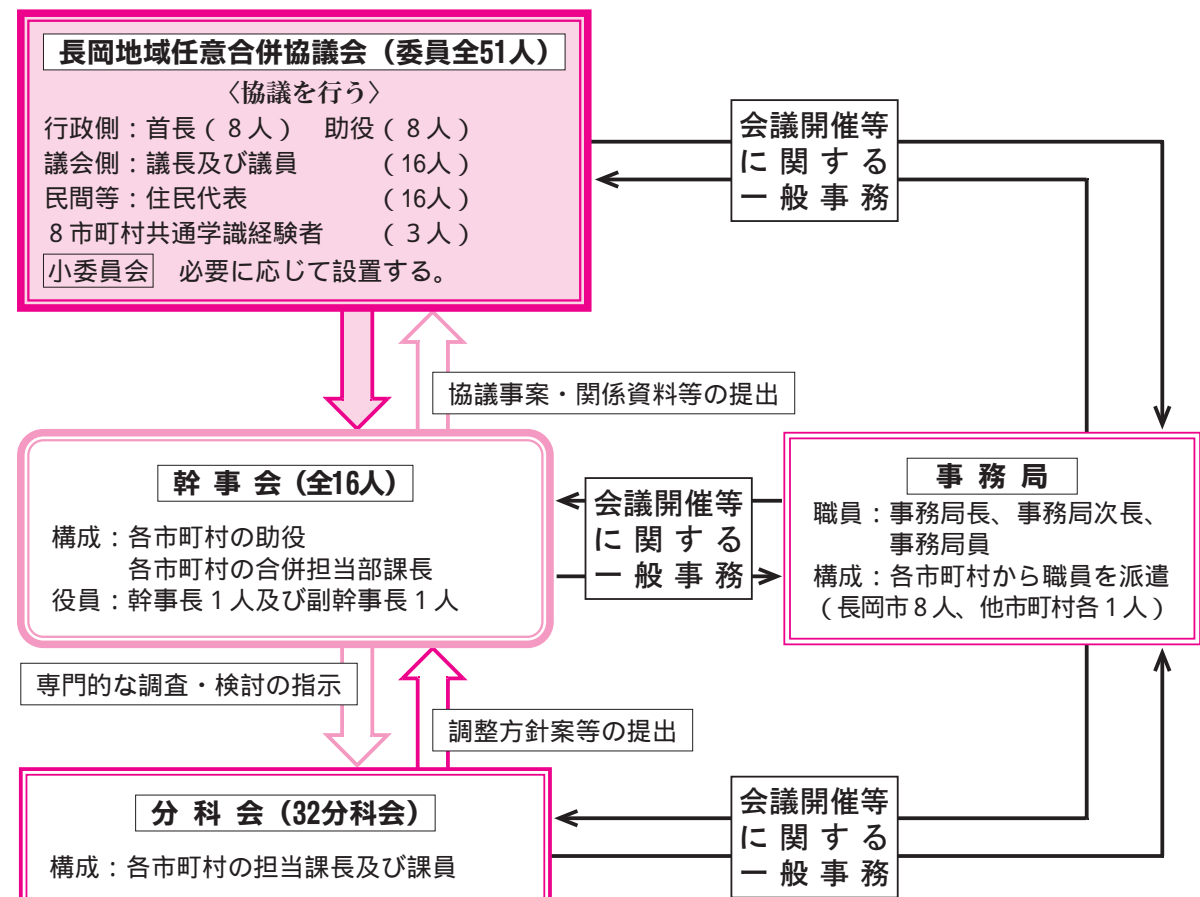 長岡地域任意合併協議会（委員全51人）
〈協議を行う〉
行政側：首長（８人）　助役（８人）
議会側：議長及び議員　　　（16人）
民間等：住民代表　　　　　（16人）
８市町村共通学識経験者　　（３人）
小委員会　必要に応じて設置する。
会議開催等
に関する
一般事務
協議事案・関係資料等の提出
幹事会（全16人）
構成：各市町村の助役
各市町村の合併担当部課長
役員：幹事長１人及び副幹事長１人
会議開催等
に関する
一般事務
事務局
職員：事務局長、事務局次長、
事務局員
構成：各市町村から職員を派遣
（長岡市８人、他市町村各１人）
専門的な調査・検討の指示
調整方針案等の提出
分科会（32分科会）
構成：各市町村の担当課長及び課員
会議開催等
に関する
一般事務